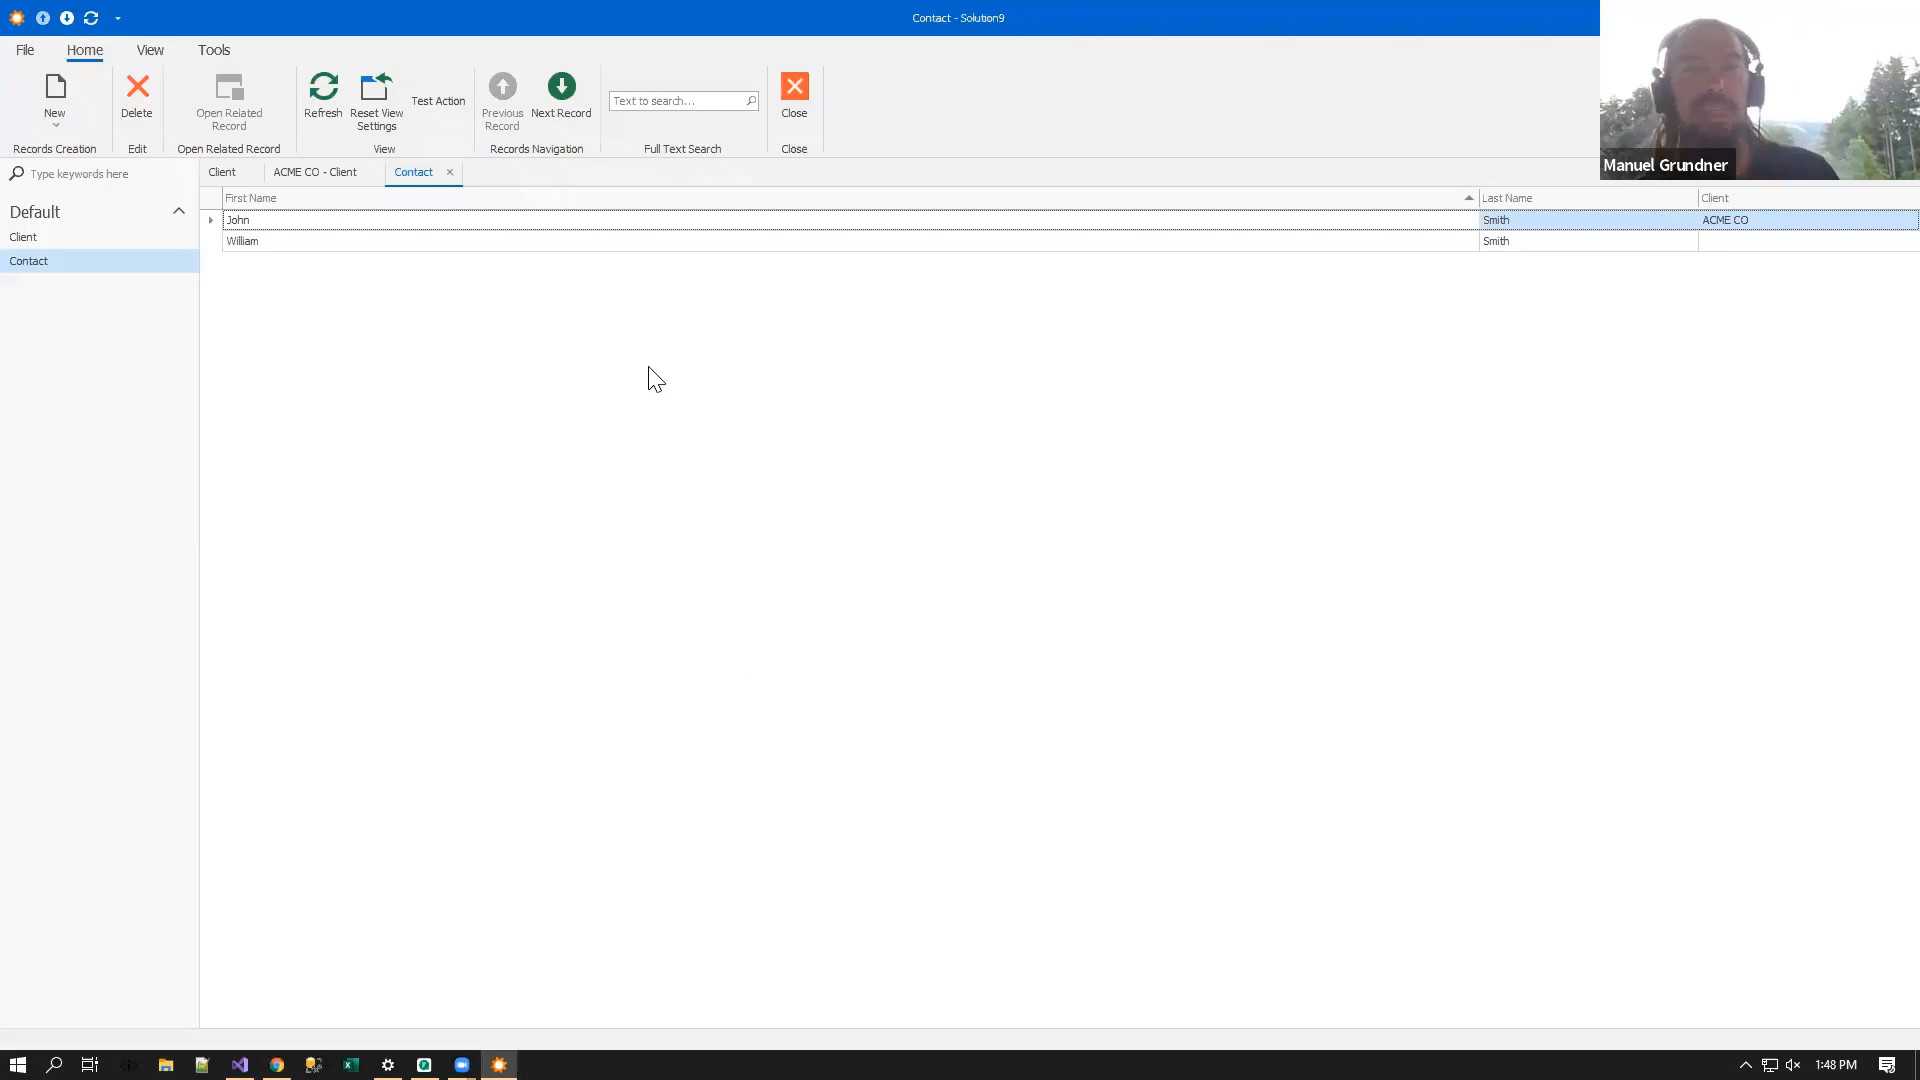 Contact - Solution9
File Home View Tools
New
Delete
Open Related Record
Refresh
Reset View Settings
Test Action
Previous Record
Next Record
Text to search...
Close
Records Creation
Edit
Open Related Record
View
Records Navigation
Full Text Search
Close
Manuel Grundner
Type keywords here
Default
Client
Contact
Client
ACME CO - Client
Contact
First Name Last Name Client
John Smith ACME CO
William Smith
1:48 PM